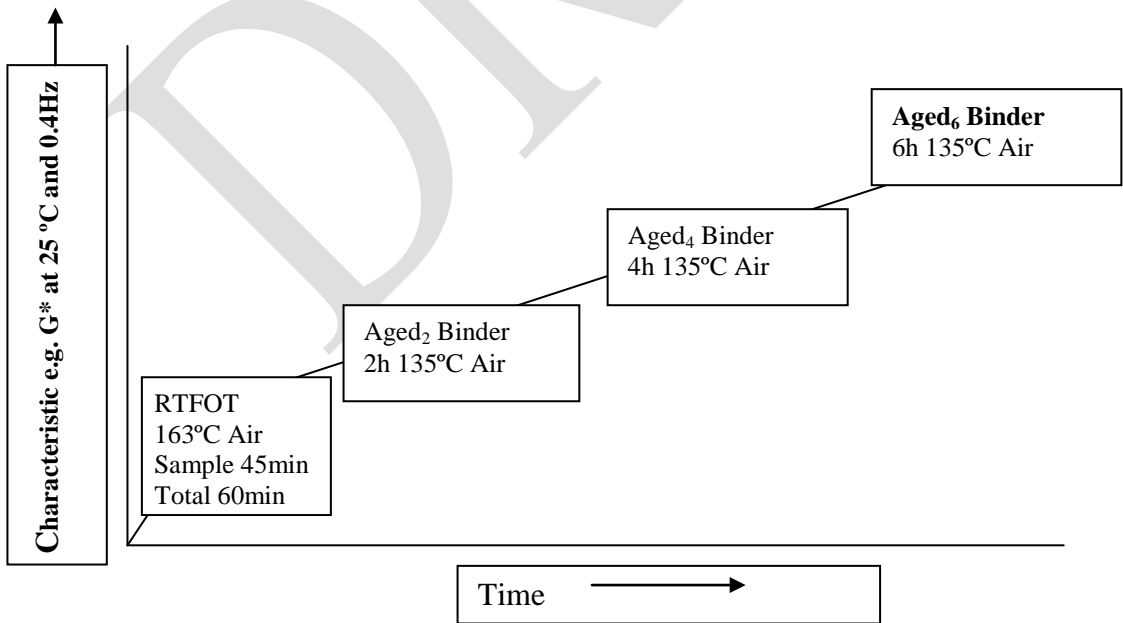 Characteristic e.g. G* at 25 ºC and 0.4Hz
Aged₆ Binder
6h 135ºC Air
Aged₄ Binder
4h 135ºC Air
Aged₂ Binder
2h 135ºC Air
RTFOT
163ºC Air
Sample 45min
Total 60min
Time